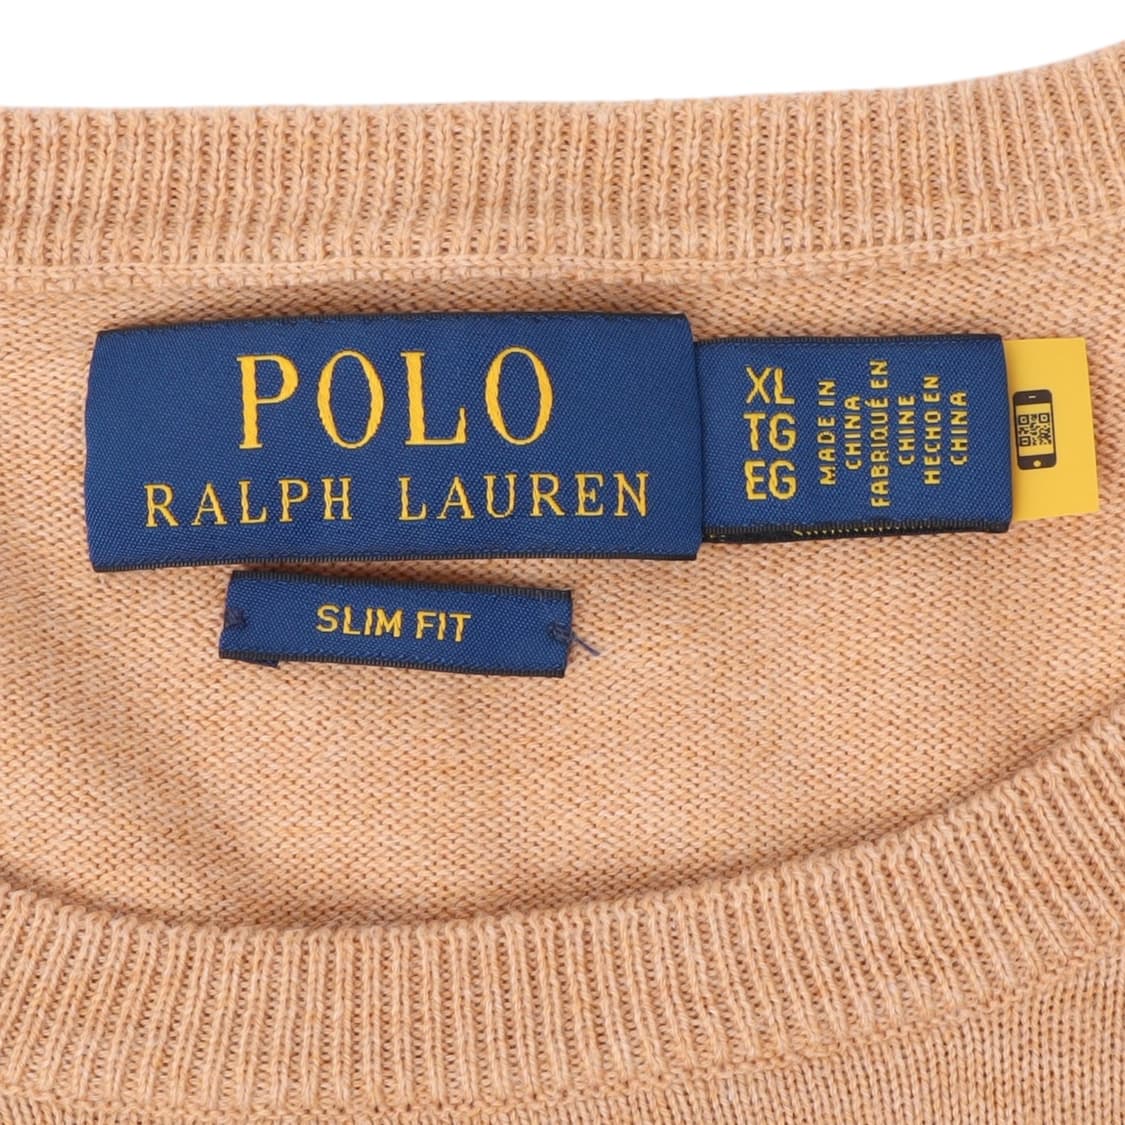 POLO
RALPH LAUREN
XL
TG
EG
MADE IN
CHINA
FABRIQUÉ EN
CHINE
HECHO EN
CHINA
SLIM FIT